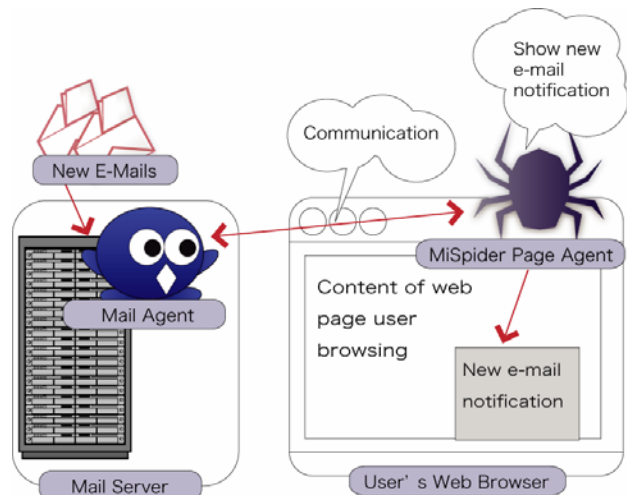 Show new
e-mail
notification
Communication
New E-Mails
MiSpider Page Agent
Mail Agent
Content of web
page user
browsing
New e-mail
notification
Mail Server
User's Web Browser